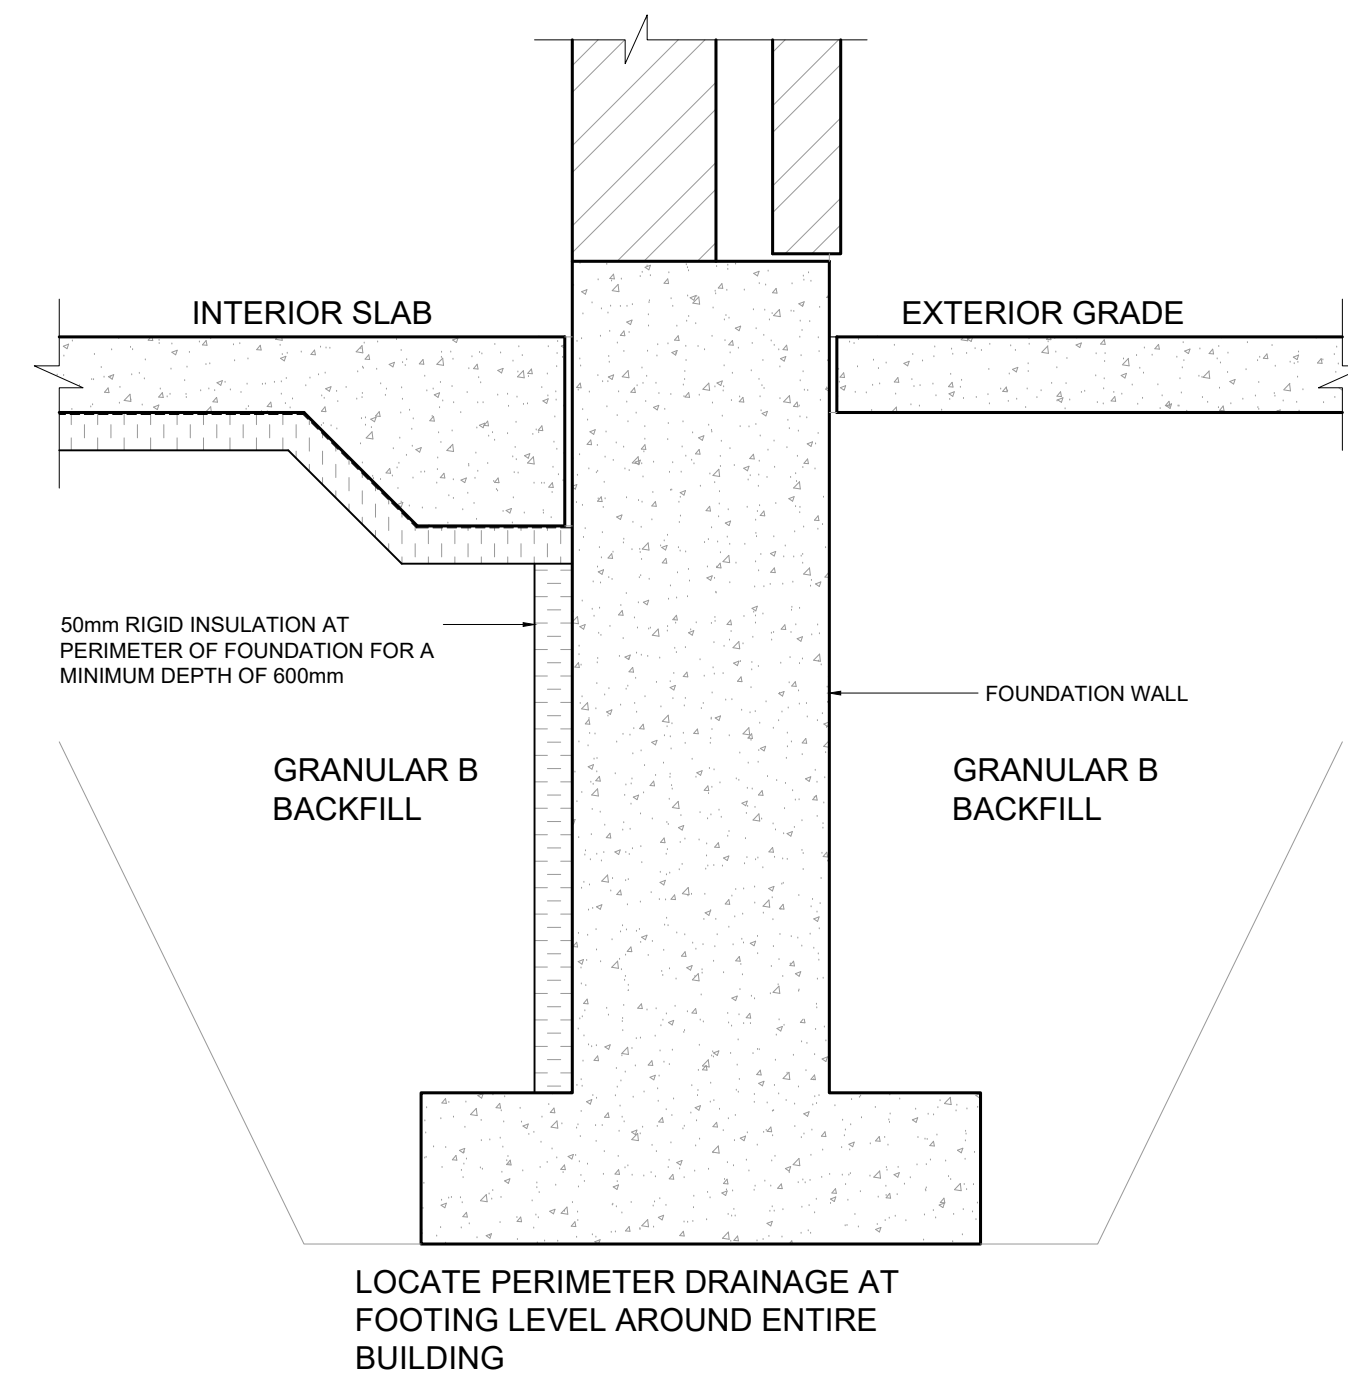 INTERIOR SLAB
EXTERIOR GRADE
50mm RIGID INSULATION AT
PERIMETER OF FOUNDATION FOR A
MINIMUM DEPTH OF 600mm
FOUNDATION WALL
GRANULAR B
BACKFILL
GRANULAR B
BACKFILL
LOCATE PERIMETER DRAINAGE AT
FOOTING LEVEL AROUND ENTIRE
BUILDING